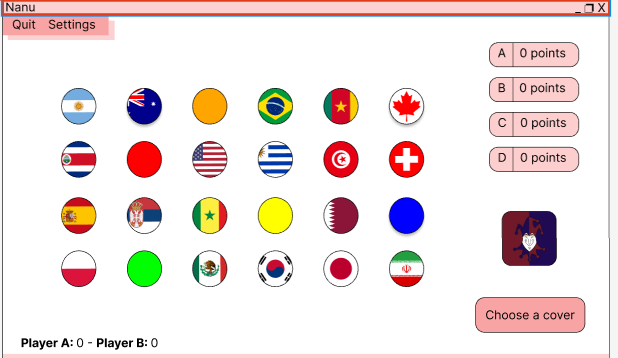 Nanu _ ❐ X
Quit Settings
A 0 points
B 0 points
C 0 points
D 0 points
Choose a cover
Player A: 0 - Player B: 0